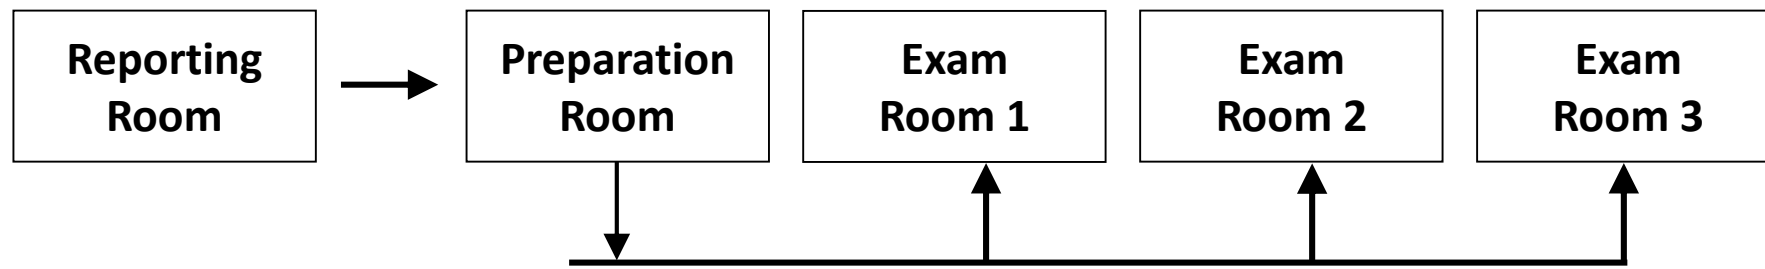 Reporting
Room
Preparation
Room
Exam
Room 1
Exam
Room 2
Exam
Room 3